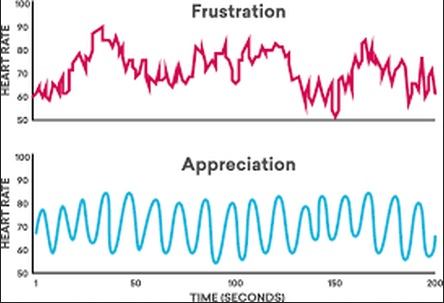 Frustration
HEART RATE
100
90
80
70
60
50
Appreciation
HEART RATE
100
90
80
70
60
50
1 50 100 150 200
TIME (SECONDS)